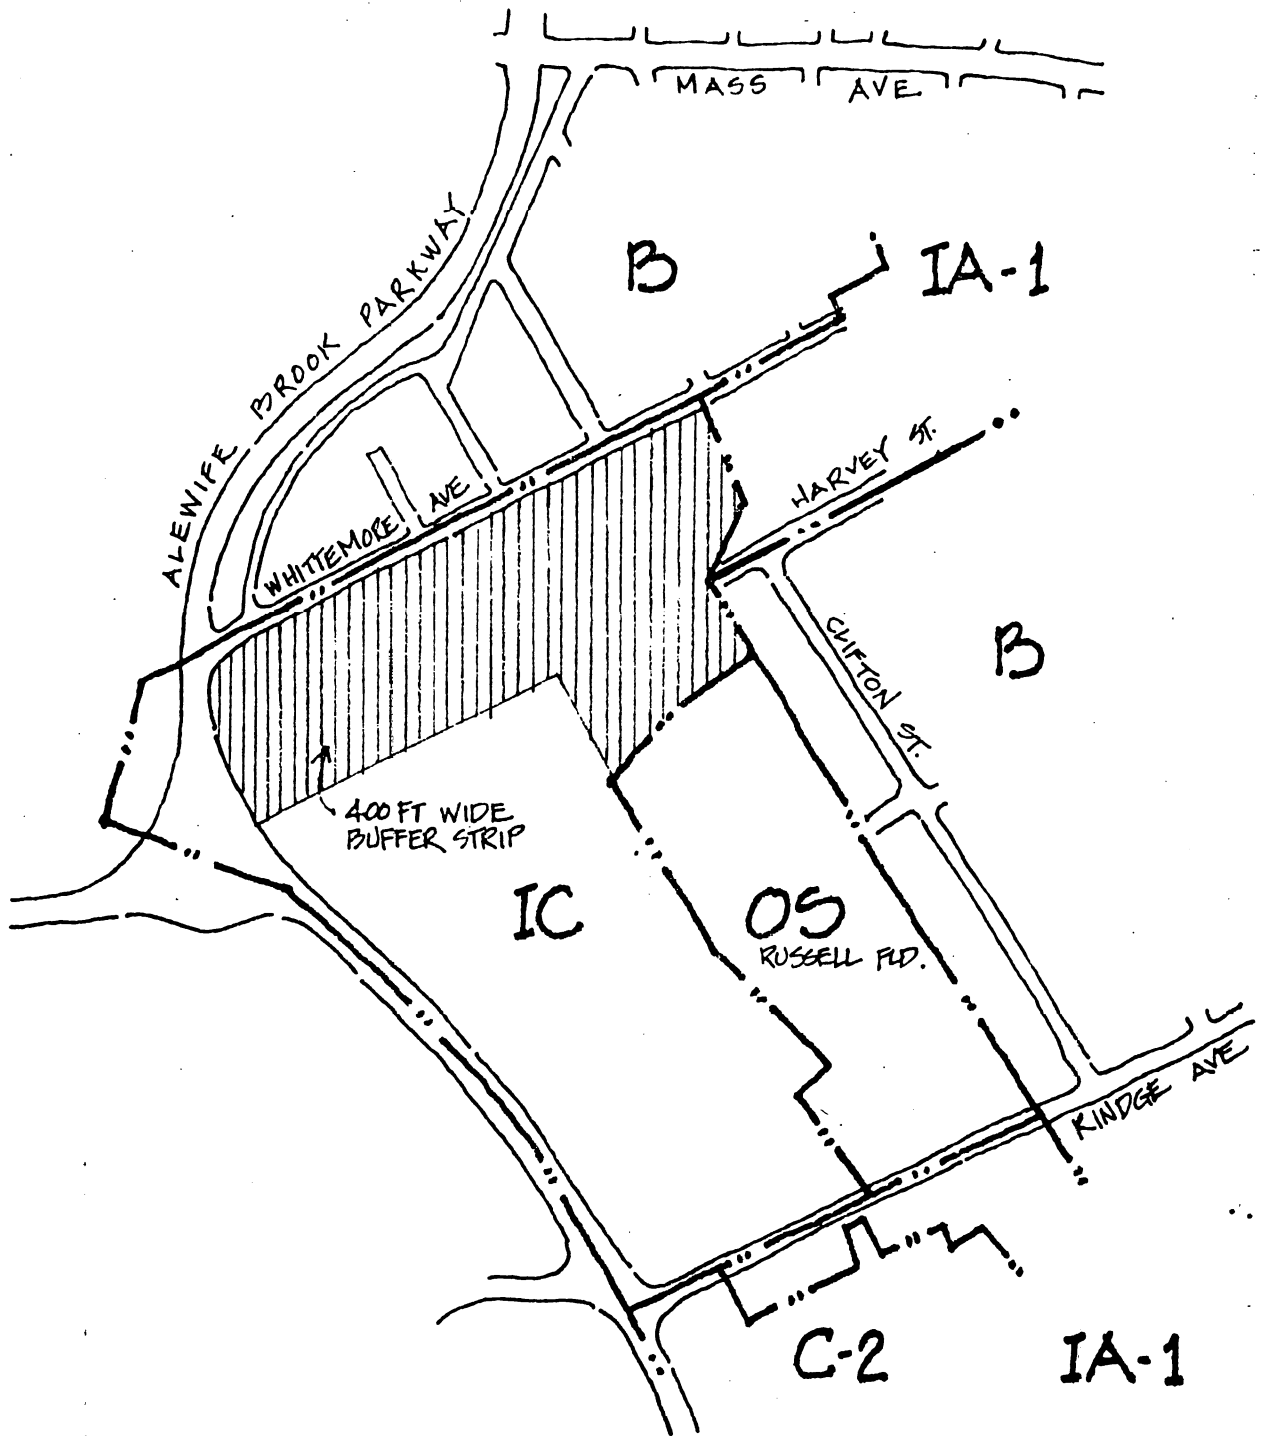 MASS AVE
ALEWIFE BROOK PARKWAY
B
IA-1
HARVEY ST.
WHITTEMORE AVE
CLIFTON ST.
B
400 FT WIDE
BUFFER STRIP
IC
OS
RUSSELL FLD.
RINDGE AVE
C-2
IA-1